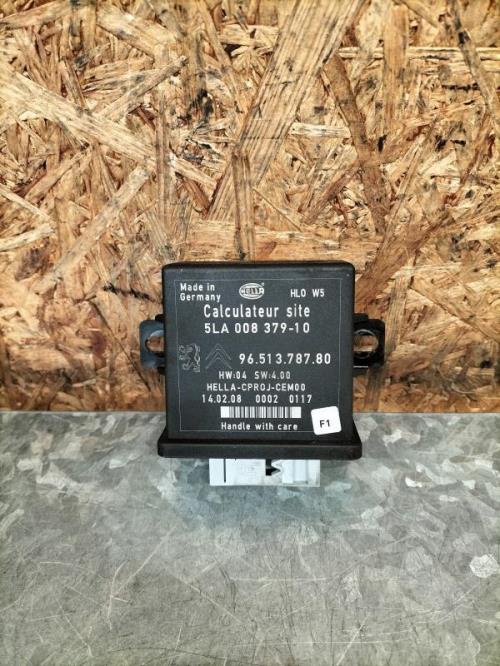 Made in
Germany
HELLA
HLO W5
Calculateur site
5LA 008 379-10
96.513.787.80
HW:04 SW:4.00
HELLA-CPROJ-CEM00
14.02.08 0002 0117
Handle with care
F1